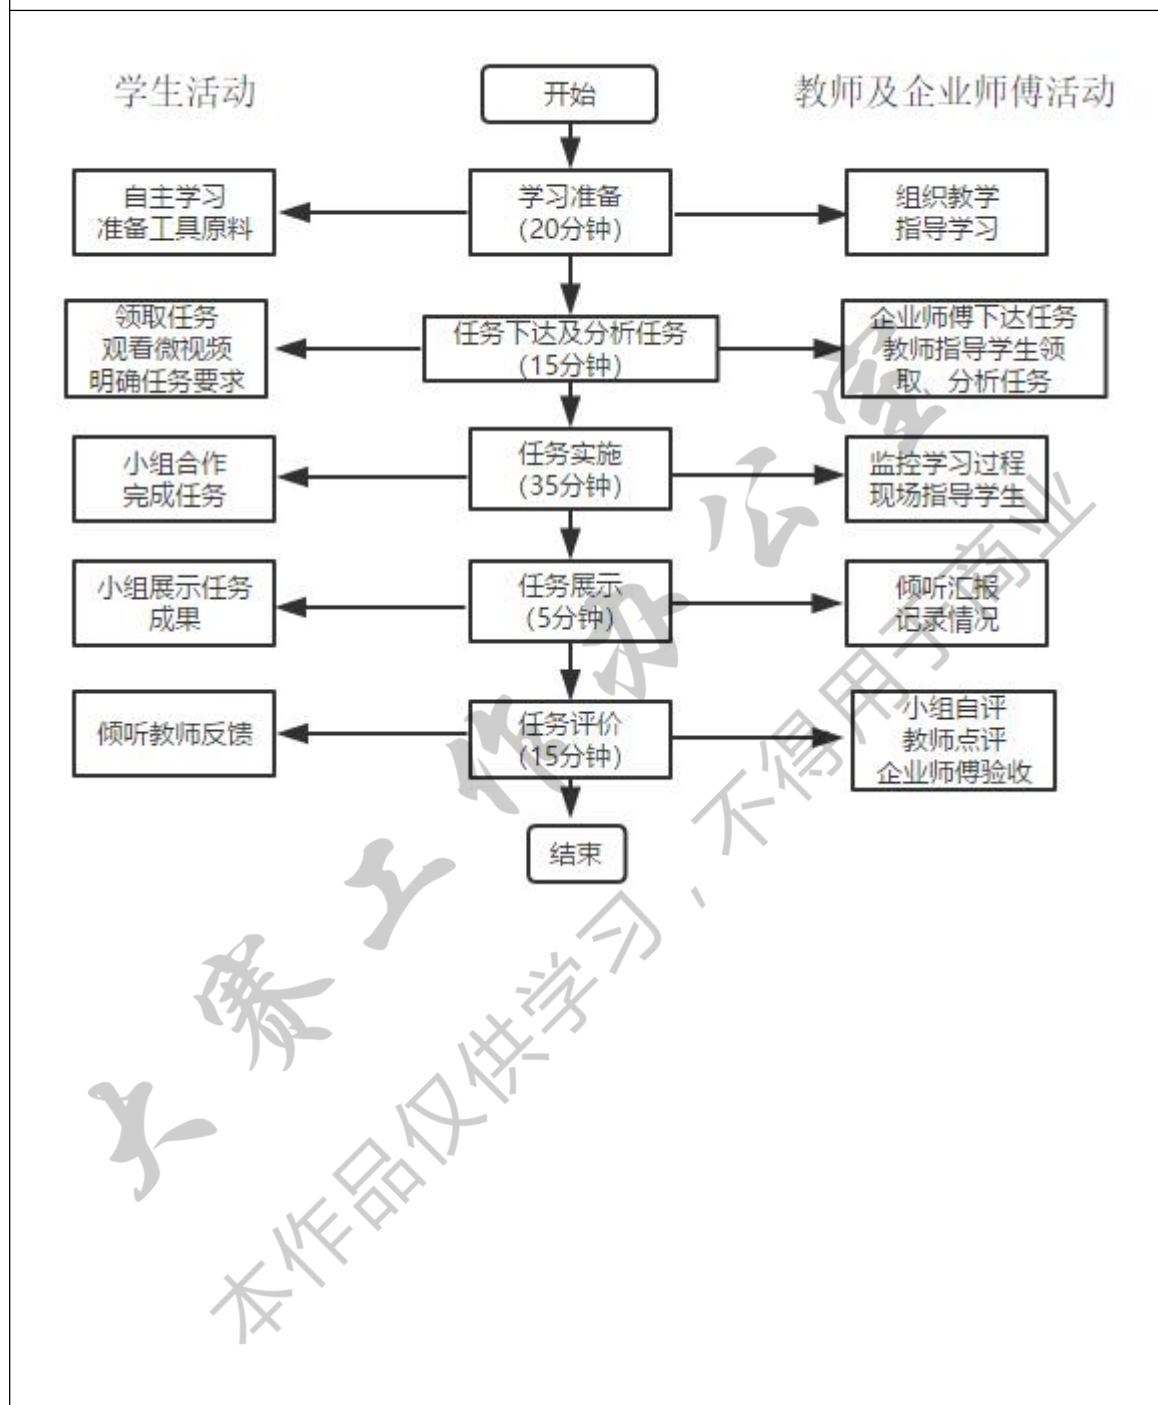 学生活动
开始
教师及企业师傅活动
自主学习
准备工具原料
学习准备
(20分钟)
组织教学
指导学习
领取任务
观看微视频
明确任务要求
任务下达及分析任务
(15分钟)
企业师傅下达任务
教师指导学生领
取、分析任务
小组合作
完成任务
任务实施
(35分钟)
监控学习过程
现场指导学生
小组展示任务
成果
任务展示
(5分钟)
倾听汇报
记录情况
倾听教师反馈
任务评价
(15分钟)
小组自评
教师点评
企业师傅验收
结束
大赛工作办公室
本作品仅供学习，不得用于商业